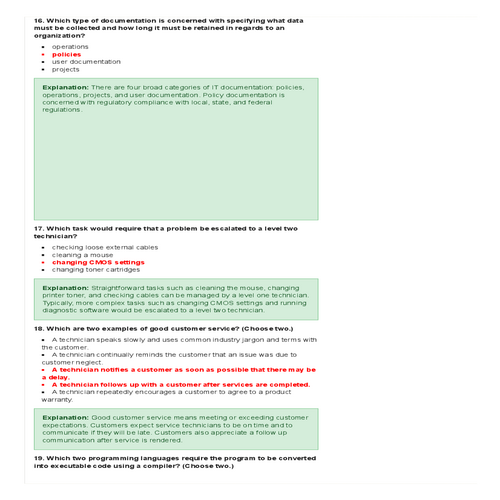 16. Which type of documentation is concerned with specifying what data
must be collected and how long it must be retained in regards to an
organization?
• operations
• policies
• user documentation
• projects
Explanation: There are four broad categories of IT documentation: policies,
operations, projects, and user documentation. Policy documentation is
concerned with regulatory compliance with local, state, and federal
regulations.
17. Which task would require that a problem be escalated to a level two
technician?
• checking loose external cables
• cleaning a mouse
• changing CMOS settings
• changing toner cartridges
Explanation: Straightforward tasks such as cleaning the mouse, changing
printer toner, and checking cables can be managed by a level one technician.
Typically, more complex tasks such as changing CMOS settings and running
diagnostic software would be escalated to a level two technician.
18. Which are two examples of good customer service? (Choose two.)
• A technician speaks slowly and uses common industry jargon and terms with
the customer.
• A technician continually reminds the customer that an issue was due to
customer neglect.
• A technician notifies a customer as soon as possible that there may be
a delay.
• A technician follows up with a customer after services are completed.
• A technician repeatedly encourages a customer to agree to a product
warranty.
Explanation: Good customer service means meeting or exceeding customer
expectations. Customers expect service technicians to be on time and to
communicate if they will be late. Customers also appreciate a follow up
communication after service is rendered.
19. Which two programming languages require the program to be converted
into executable code using a compiler? (Choose two.)